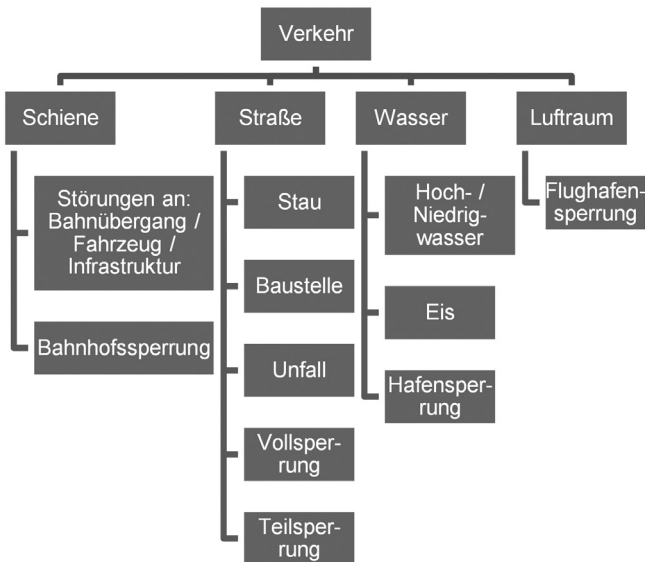 Verkehr
Schiene
Straße
Wasser
Luftraum
Störungen an:
Bahnübergang /
Fahrzeug /
Infrastruktur
Bahnhofssperrung
Stau
Baustelle
Unfall
Vollsper-
rung
Teilsper-
rung
Hoch- /
Niedrig-
wasser
Eis
Hafensper-
rung
Flughafen-
sperrung